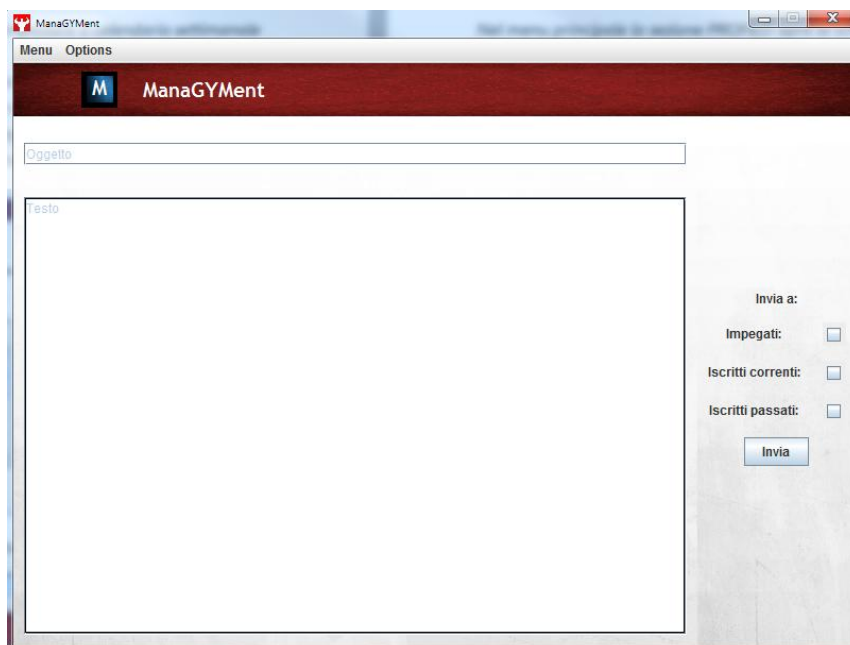 ManaGYMent
Menu Options
M ManaGYMent
Oggetto
Testo
Invia a:
Impegati:
Iscritti correnti:
Iscritti passati:
Invia